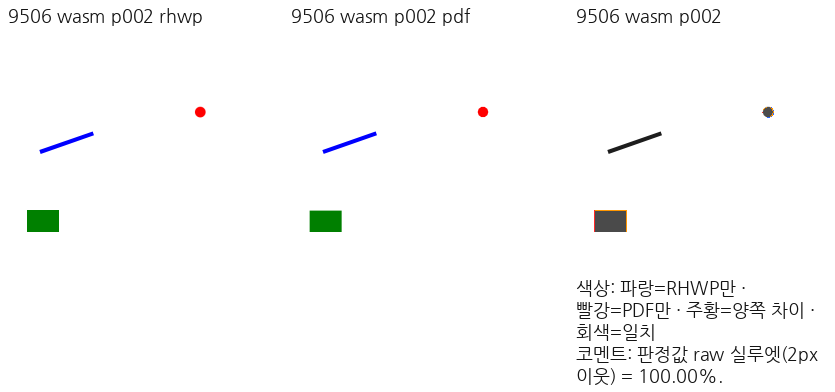 9506 wasm p002 rhwp
9506 wasm p002 pdf
9506 wasm p002
색상: 파랑=RHWP만 ·
빨강=PDF만 · 주황=양쪽 차이 ·
회색=일치
코멘트: 판정값 raw 실루엣(2px
이웃) = 100.00%.